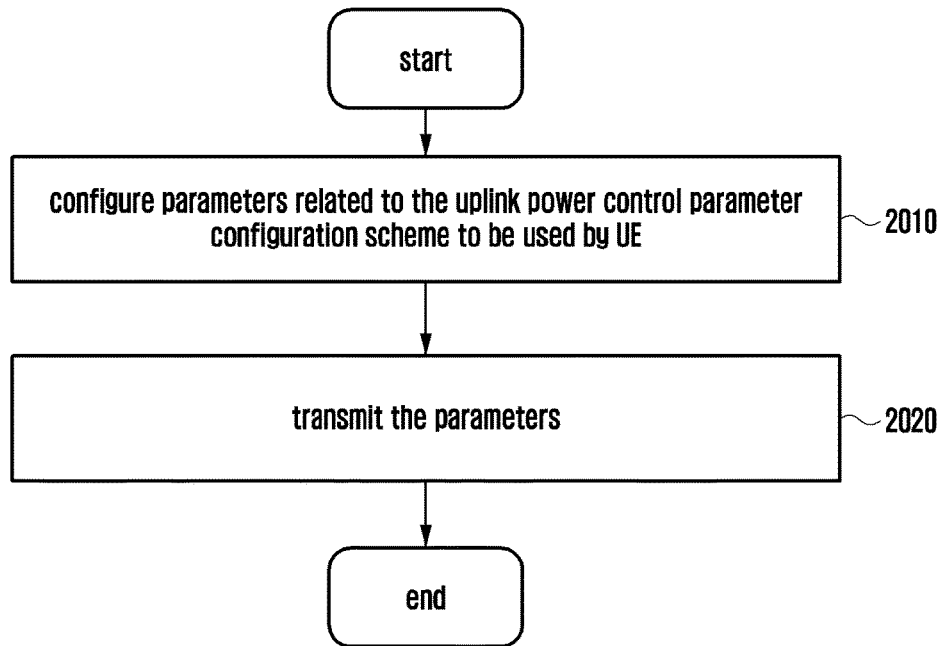 start
configure parameters related to the uplink power control parameter
configuration scheme to be used by UE
2010
transmit the parameters
2020
end